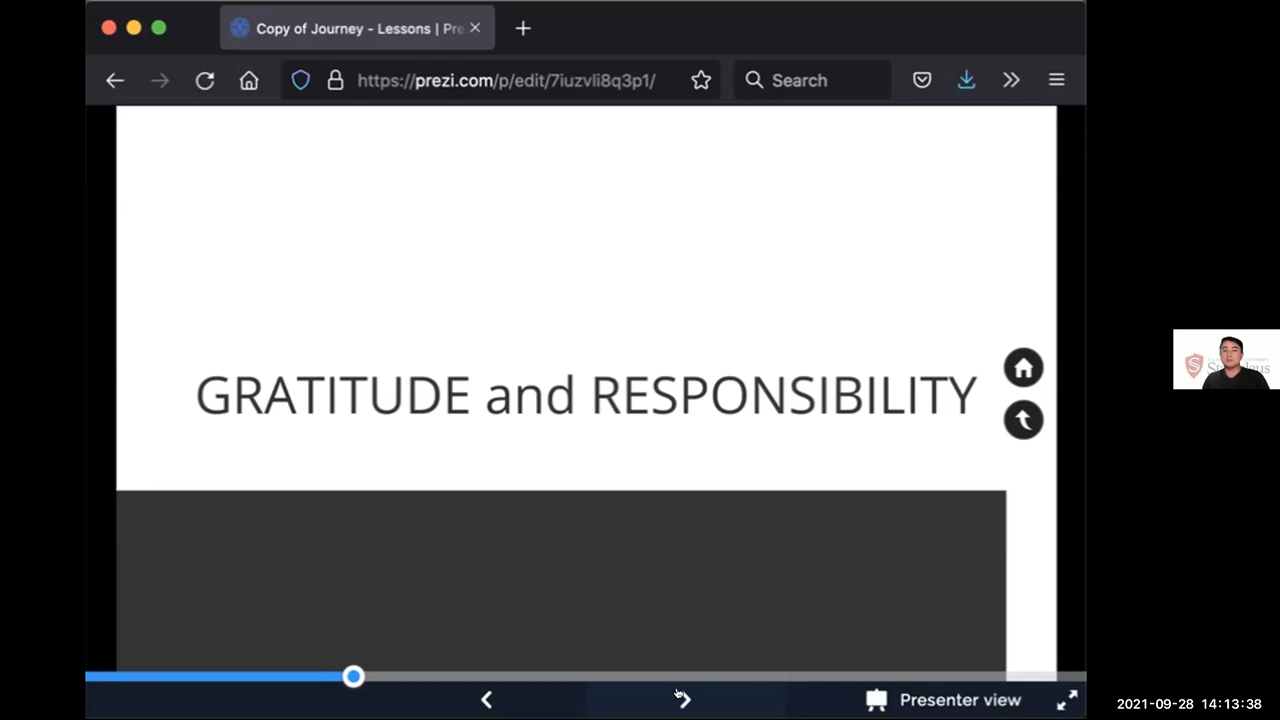 Copy of Journey - Lessons | Pre
https://prezi.com/p/edit/7iuzvli8q3p1/
Search
GRATITUDE and RESPONSIBILITY
Presenter view
2021-09-28 14:13:38